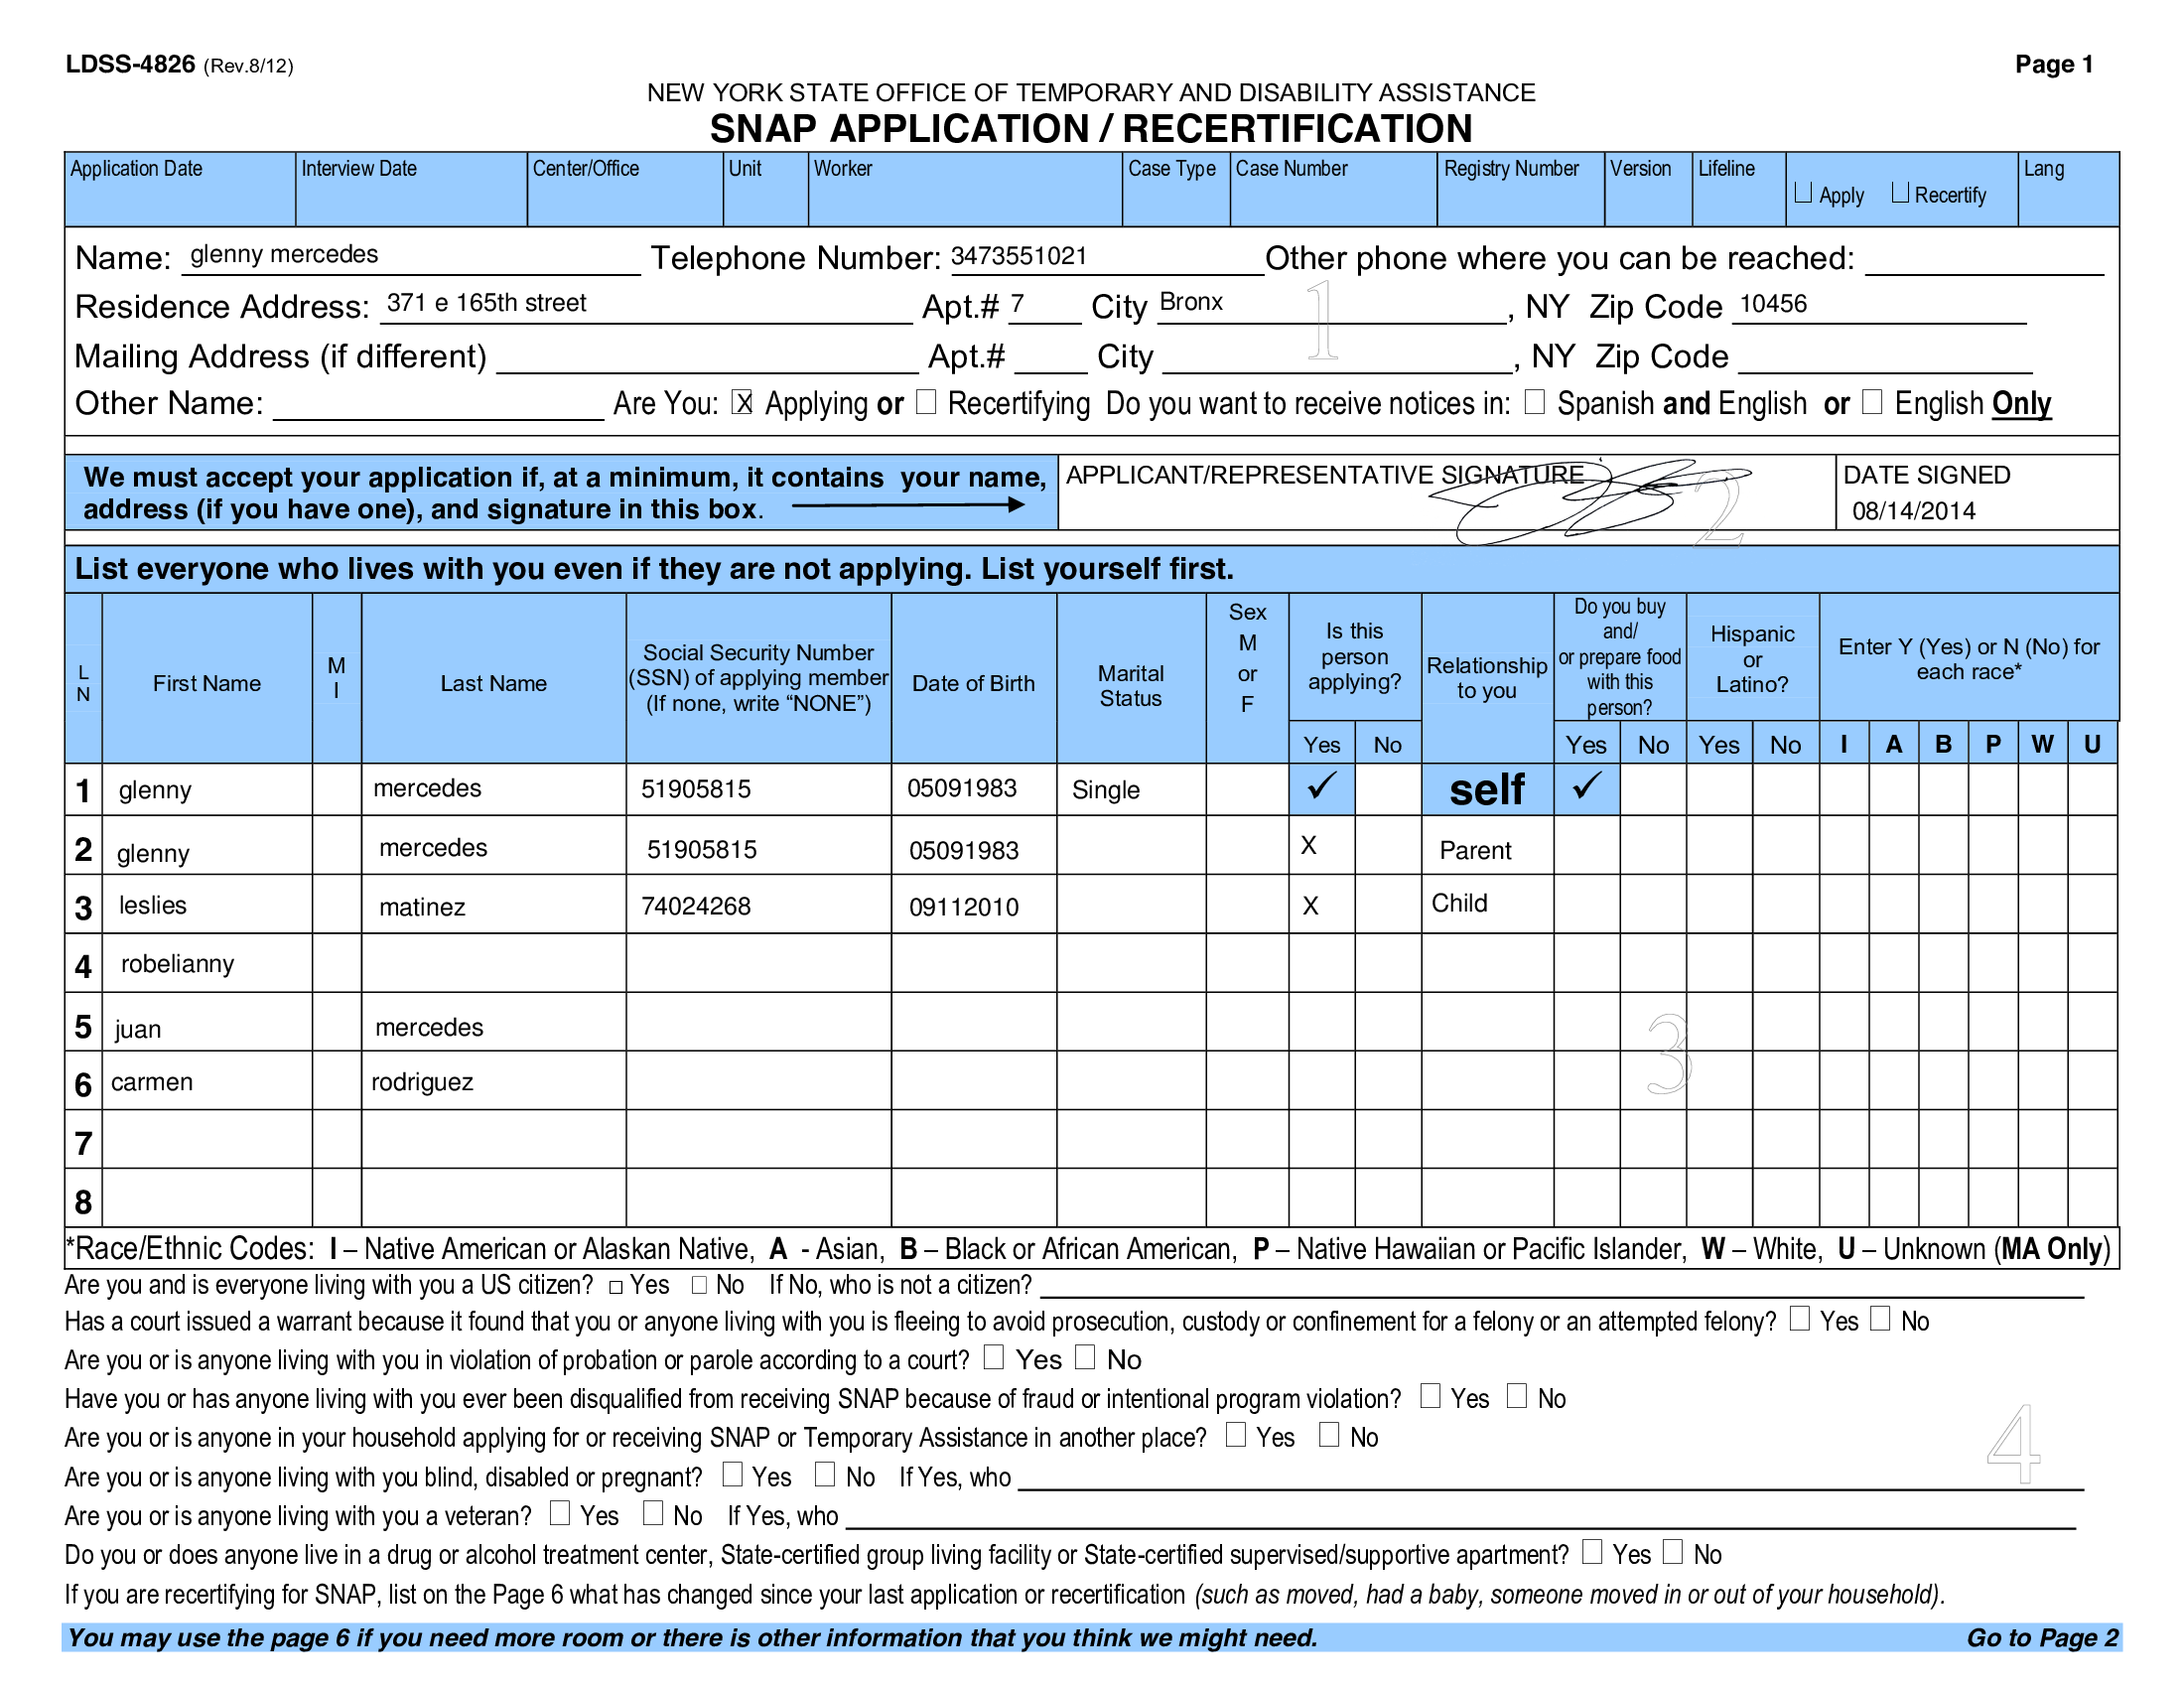 LDSS-4826 (Rev.8/12) Page 1
NEW YORK STATE OFFICE OF TEMPORARY AND DISABILITY ASSISTANCE
SNAP APPLICATION / RECERTIFICATION
Application Date Interview Date Center/Office Unit Worker Case Type Case Number Registry Number Version Lifeline Apply Recertify Lang
Name: glenny mercedes Telephone Number: 3473551021 Other phone where you can be reached:
Residence Address: 371 e 165th street Apt.# 7 City Bronx , NY Zip Code 10456
Mailing Address (if different) Apt.# City , NY Zip Code
1
Other Name: Are You: X Applying or Recertifying Do you want to receive notices in: Spanish and English or English Only
We must accept your application if, at a minimum, it contains your name, address (if you have one), and signature in this box.
APPLICANT/REPRESENTATIVE SIGNATURE
2
DATE SIGNED
08/14/2014
List everyone who lives with you even if they are not applying. List yourself first.
LN First Name MI Last Name Social Security Number (SSN) of applying member (If none, write “NONE”) Date of Birth Marital Status Sex M or F Is this person applying? Yes No Relationship to you Do you buy and/ or prepare food with this person? Yes No Hispanic or Latino? Yes No Enter Y (Yes) or N (No) for each race* I A B P W U
1 glenny mercedes 51905815 05091983 Single ✓ self ✓
2 glenny mercedes 51905815 05091983 X Parent
3 leslies matinez 74024268 09112010 X Child
4 robelianny
5 juan mercedes
3
6 carmen rodriguez
7
8
*Race/Ethnic Codes: I – Native American or Alaskan Native, A - Asian, B – Black or African American, P – Native Hawaiian or Pacific Islander, W – White, U – Unknown (MA Only)
Are you and is everyone living with you a US citizen? Yes No If No, who is not a citizen?
Has a court issued a warrant because it found that you or anyone living with you is fleeing to avoid prosecution, custody or confinement for a felony or an attempted felony? Yes No
Are you or is anyone living with you in violation of probation or parole according to a court? Yes No
Have you or has anyone living with you ever been disqualified from receiving SNAP because of fraud or intentional program violation? Yes No
Are you or is anyone in your household applying for or receiving SNAP or Temporary Assistance in another place? Yes No
4
Are you or is anyone living with you blind, disabled or pregnant? Yes No If Yes, who
Are you or is anyone living with you a veteran? Yes No If Yes, who
Do you or does anyone live in a drug or alcohol treatment center, State-certified group living facility or State-certified supervised/supportive apartment? Yes No
If you are recertifying for SNAP, list on the Page 6 what has changed since your last application or recertification (such as moved, had a baby, someone moved in or out of your household).
You may use the page 6 if you need more room or there is other information that you think we might need. Go to Page 2